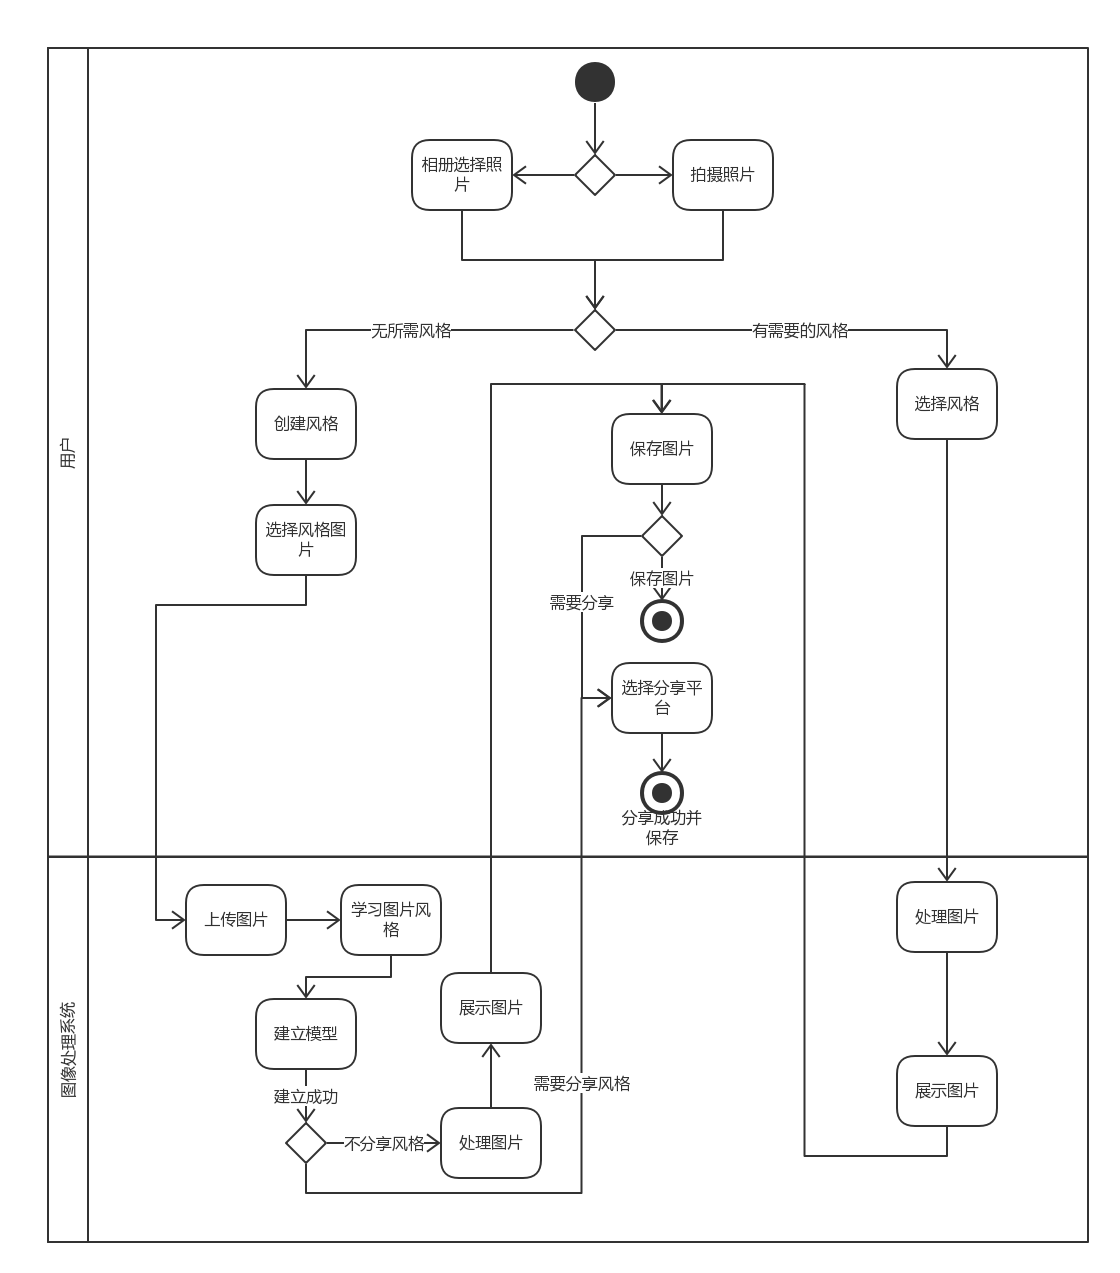 相册选择照
片
拍摄照片
无所需风格
有需要的风格
选择风格
创建风格
保存图片
用户
选择风格图
片
保存图片
需要分享
选择分享平
台
分享成功并
保存
上传图片
学习图片风
格
处理图片
展示图片
建立模型
图像处理系统
需要分享风格
展示图片
建立成功
不分享风格
处理图片